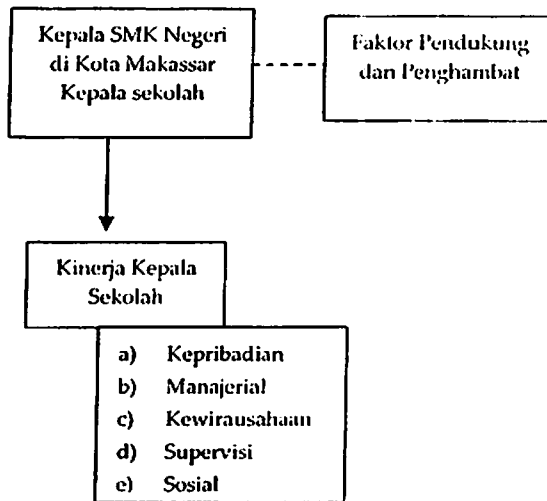 Kepala SMK Negeri
di Kota Makassar
Kepala sekolah
Faktor Pendukung
dan Penghambat
Kinerja Kepala
Sekolah
a) Kepribadian
b) Manajerial
c) Kewirausahaan
d) Supervisi
e) Sosial